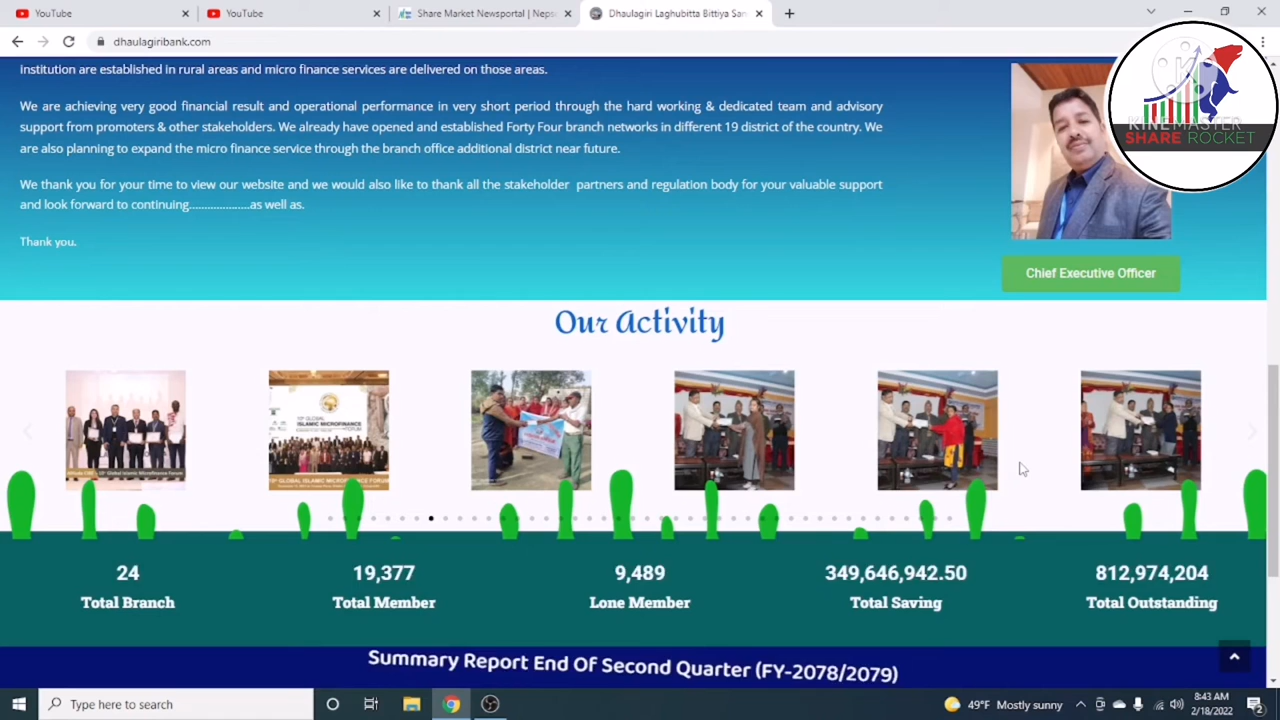 YouTube
YouTube
Share Market Newsportal | Neps
Dhaulagiri Laghubitta Bittiya San
dhaulagiribank.com
KINEMASTER
SHARE ROCKET
Institution are established in rural areas and micro finance services are delivered on those areas.
We are achieving very good financial result and operational performance in very short period through the hard working & dedicated team and advisory
support from promoters & other stakeholders. We already have opened and established Forty Four branch networks in different 19 district of the country. We
are also planning to expand the micro finance service through the branch office aditional district near future.
We thank you for your time to view our website and we would also like to thank all the stakeholder partners and regulation body for your valuable support
and look forward to continuing....................as well as.
Thank you.
Chief Executive Officer
Our Activity
10th GLOBAL
ISLAMIC MICROFINANCE
FORUM
24
Total Branch
19,377
Total Member
9,489
Lone Member
349,646,942.50
Total Saving
812,974,204
Total Outstanding
Summary Report End Of Second Quarter (FY-2078/2079)
Type here to search
49°F Mostly sunny
8:43 AM
2/18/2022
2